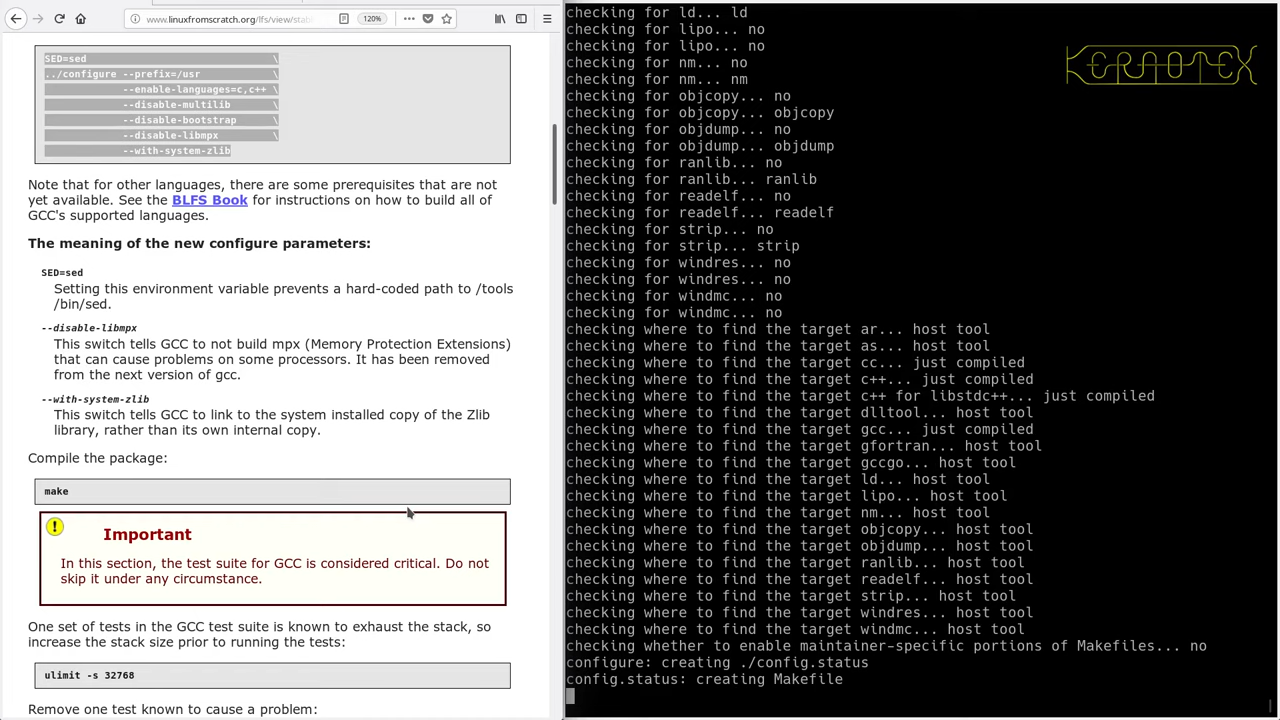 www.linuxfromscratch.org/lfs/view/stab
120%
SED=sed \
../configure --prefix=/usr \
--enable-languages=c,c++ \
--disable-multilib \
--disable-bootstrap \
--disable-libmpx \
--with-system-zlib
Note that for other languages, there are some prerequisites that are not
yet available. See the BLFS Book for instructions on how to build all of
GCC's supported languages.
The meaning of the new configure parameters:
SED=sed
Setting this environment variable prevents a hard-coded path to /tools
/bin/sed.
--disable-libmpx
This switch tells GCC to not build mpx (Memory Protection Extensions)
that can cause problems on some processors. It has been removed
from the next version of gcc.
--with-system-zlib
This switch tells GCC to link to the system installed copy of the Zlib
library, rather than its own internal copy.
Compile the package:
make
Important
In this section, the test suite for GCC is considered critical. Do not
skip it under any circumstance.
One set of tests in the GCC test suite is known to exhaust the stack, so
increase the stack size prior to running the tests:
ulimit -s 32768
Remove one test known to cause a problem:
checking for ld... ld
checking for lipo... no
checking for lipo... no
checking for nm... no
checking for nm... nm
checking for objcopy... no
checking for objcopy... objcopy
checking for objdump... no
checking for objdump... objdump
checking for ranlib... no
checking for ranlib... ranlib
checking for readelf... no
checking for readelf... readelf
checking for strip... no
checking for strip... strip
checking for windres... no
checking for windres... no
checking for windmc... no
checking for windmc... no
checking where to find the target ar... host tool
checking where to find the target as... host tool
checking where to find the target cc... just compiled
checking where to find the target c++... just compiled
checking where to find the target c++ for libstdc++... just compiled
checking where to find the target dlltool... host tool
checking where to find the target gcc... just compiled
checking where to find the target gfortran... host tool
checking where to find the target gccgo... host tool
checking where to find the target ld... host tool
checking where to find the target lipo... host tool
checking where to find the target nm... host tool
checking where to find the target objcopy... host tool
checking where to find the target objdump... host tool
checking where to find the target ranlib... host tool
checking where to find the target readelf... host tool
checking where to find the target strip... host tool
checking where to find the target windres... host tool
checking where to find the target windmc... host tool
checking whether to enable maintainer-specific portions of Makefiles... no
configure: creating ./config.status
config.status: creating Makefile
KERAOTEX